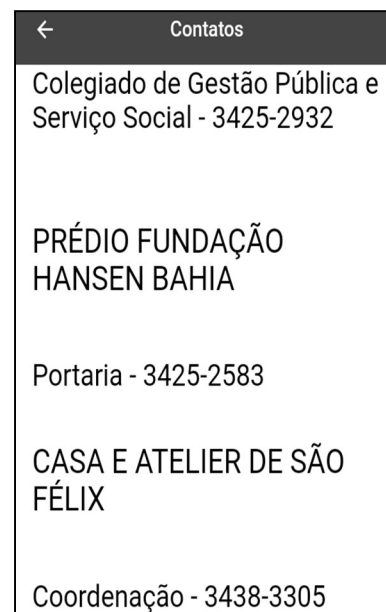 Contatos
Colegiado de Gestão Pública e
Serviço Social - 3425-2932
PRÉDIO FUNDAÇÃO
HANSEN BAHIA
Portaria - 3425-2583
CASA E ATELIER DE SÃO
FÉLIX
Coordenação - 3438-3305